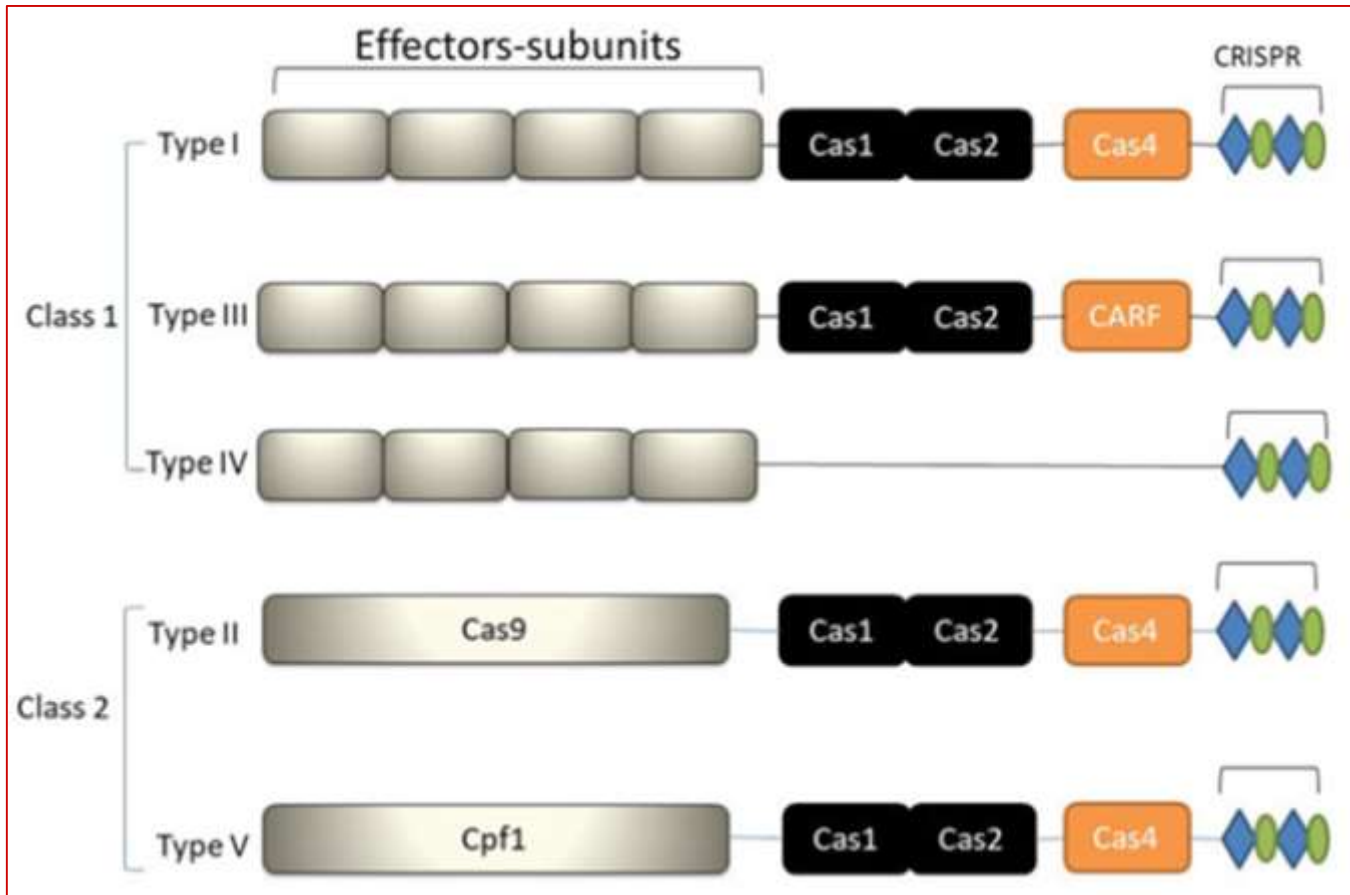 Effectors-subunits
CRISPR
Type I
Cas1
Cas2
Cas4
Class 1
Type III
Cas1
Cas2
CARF
Type IV
Type II
Cas9
Cas1
Cas2
Cas4
Class 2
Type V
Cpf1
Cas1
Cas2
Cas4